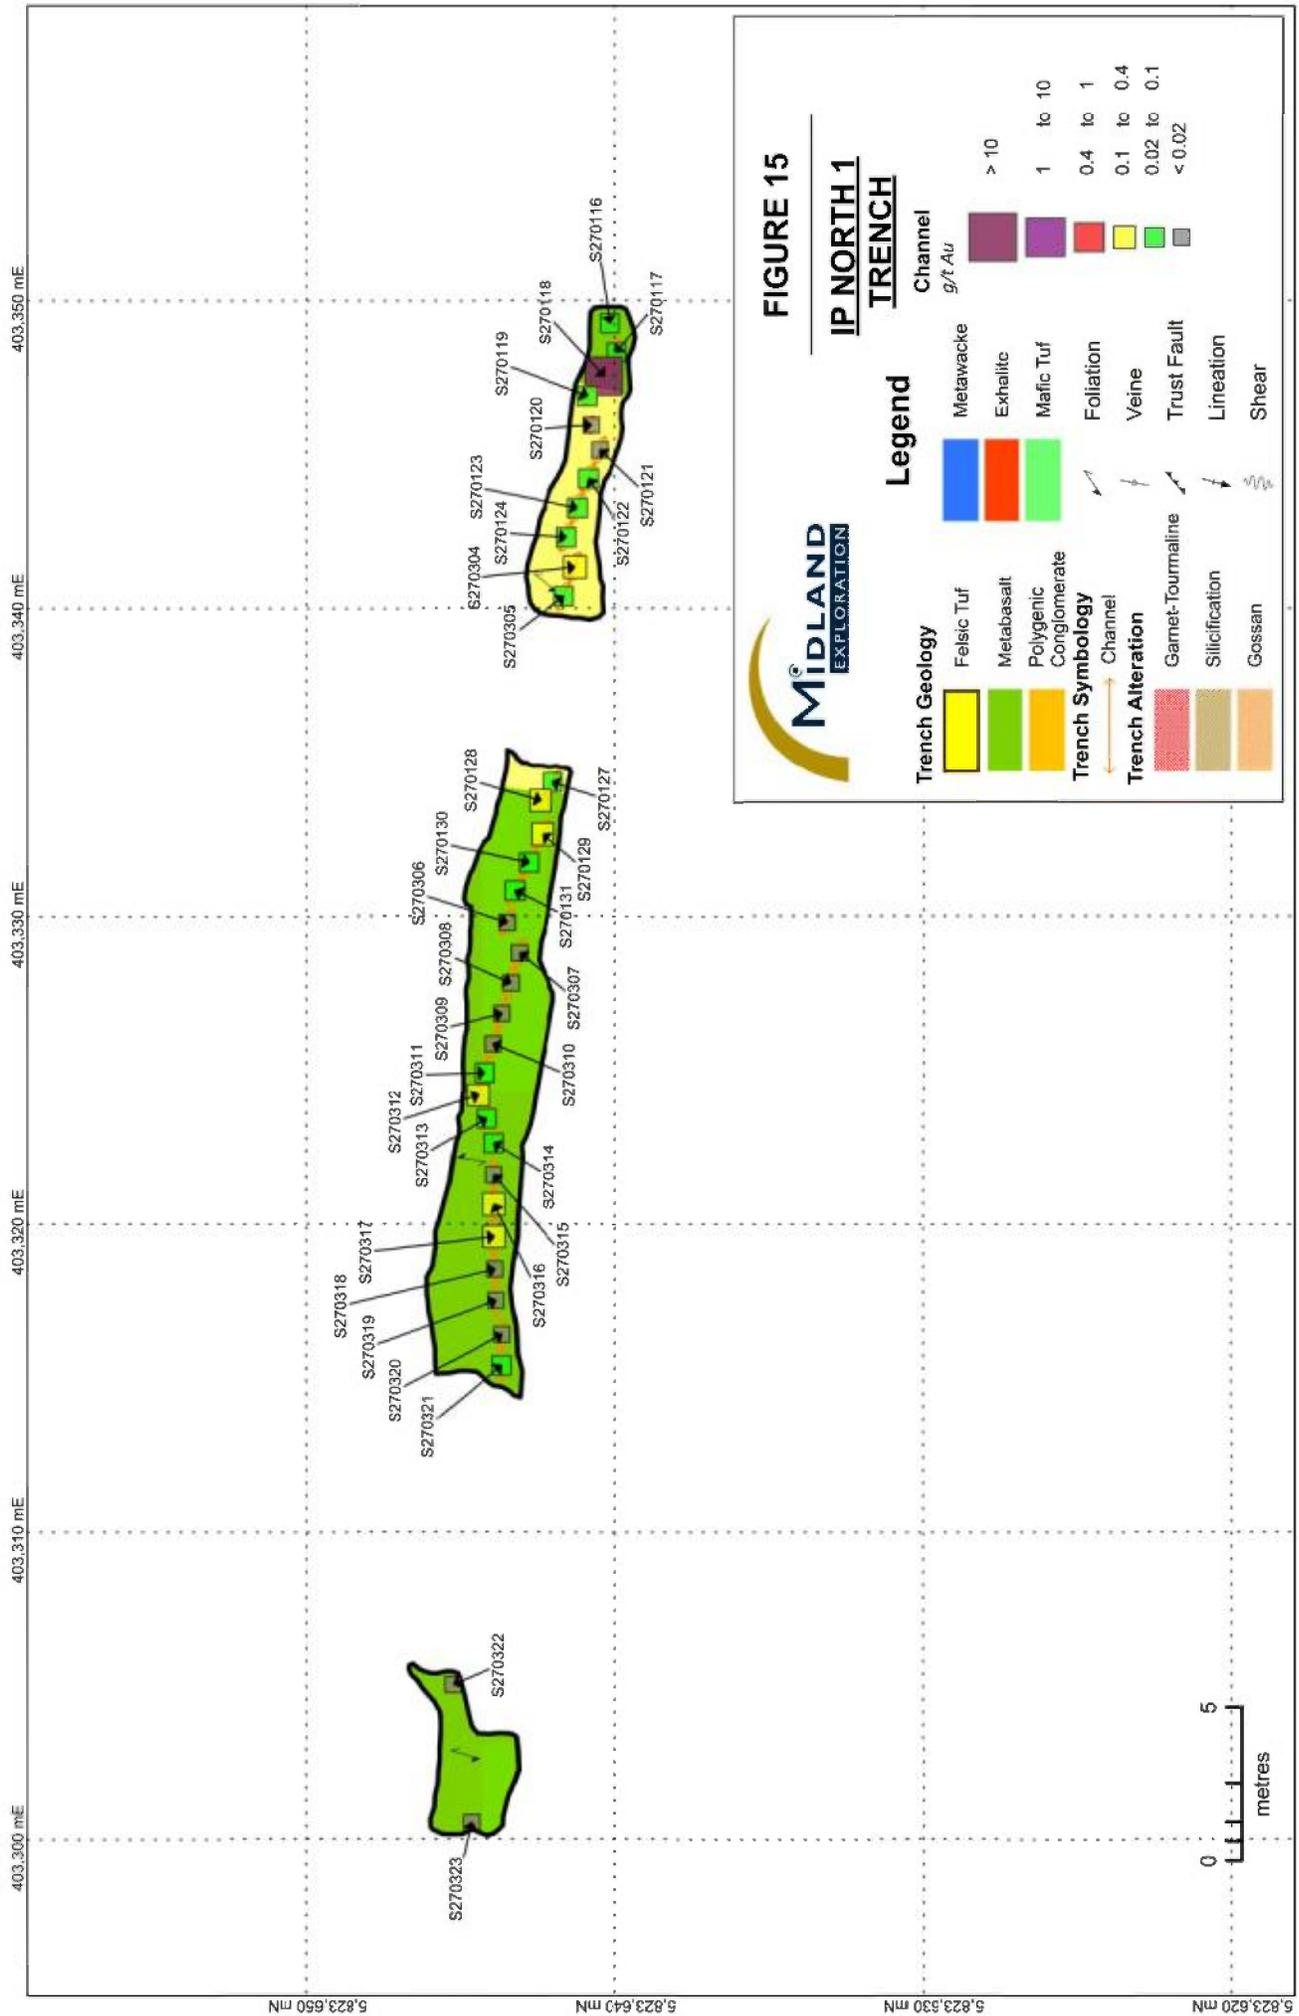 403,300 mE
403,310 mE
403,320 mE
403,330 mE
403,340 mE
403,350 mE
5,823,650 mN
5,823,640 mN
5,823,530 mN
5,823,620 mN
S270323
S270322
S270321
S270320
S270319
S270318
S270317
S270316
S270315
S270314
S270313
S270312
S270311
S270310
S270309
S270308
S270307
S270306
S270131
S270130
S270129
S270128
S270127
S270305
S270304
S270124
S270123
S270122
S270121
S270120
S270119
S270118
S270117
S270116
0 5
metres
MIDLAND
EXPLORATION
FIGURE 15
IP NORTH 1
TRENCH
Legend
Trench Geology
Felsic Tuf
Metabasalt
Polygenic
Conglomerate
Metawacke
Exhalite
Mafic Tuf
Trench Symbology
Channel
Foliation
Veine
Trust Fault
Lineation
Shear
Trench Alteration
Garnet-Tourmaline
Silicification
Gossan
Channel
g/t Au
> 10
1 to 10
0.4 to 1
0.1 to 0.4
0.02 to 0.1
< 0.02